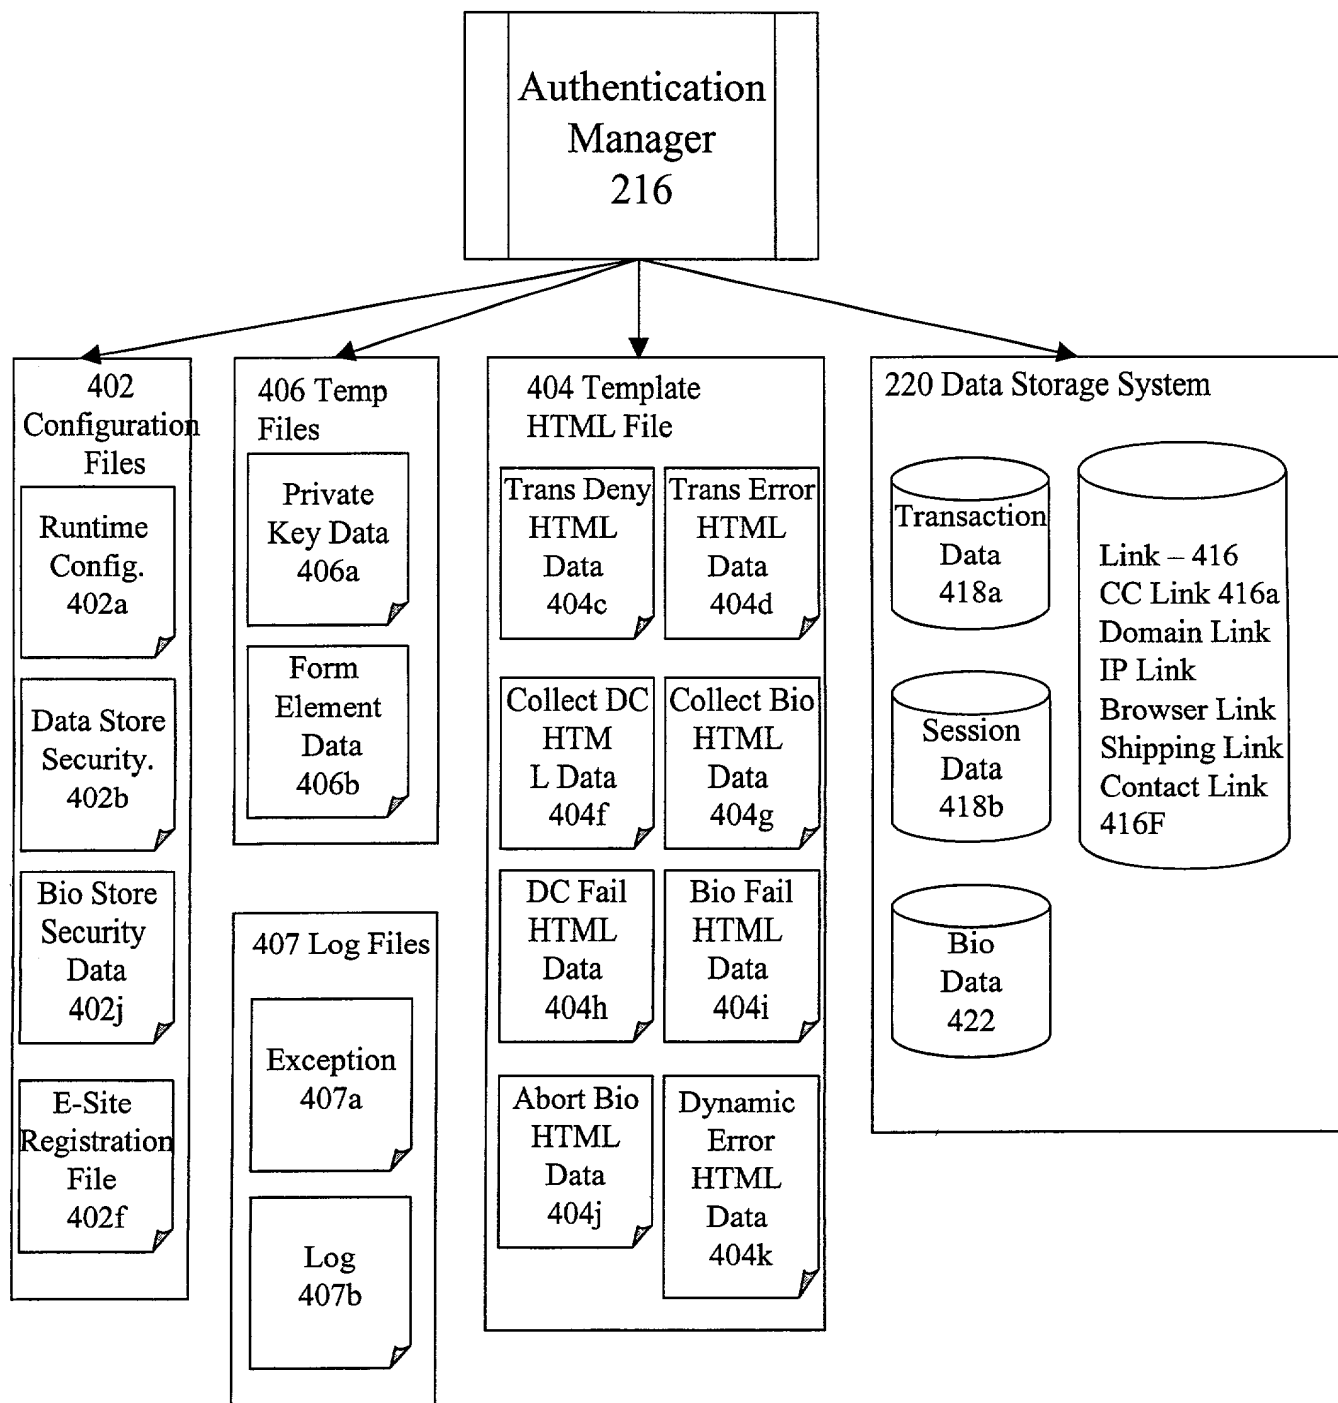 Authentication
Manager
216
402
Configuration
Files
Runtime
Config.
402a
Data Store
Security.
402b
Bio Store
Security
Data
402j
E-Site
Registration
File
402f
406 Temp
Files
Private
Key Data
406a
Form
Element
Data
406b
407 Log Files
Exception
407a
Log
407b
404 Template
HTML File
Trans Deny
HTML
Data
404c
Trans Error
HTML
Data
404d
Collect DC
HTM
L Data
404f
Collect Bio
HTML
Data
404g
DC Fail
HTML
Data
404h
Bio Fail
HTML
Data
404i
Abort Bio
HTML
Data
404j
Dynamic
Error
HTML
Data
404k
220 Data Storage System
Transaction
Data
418a
Session
Data
418b
Bio
Data
422
Link – 416
CC Link 416a
Domain Link
IP Link
Browser Link
Shipping Link
Contact Link
416F